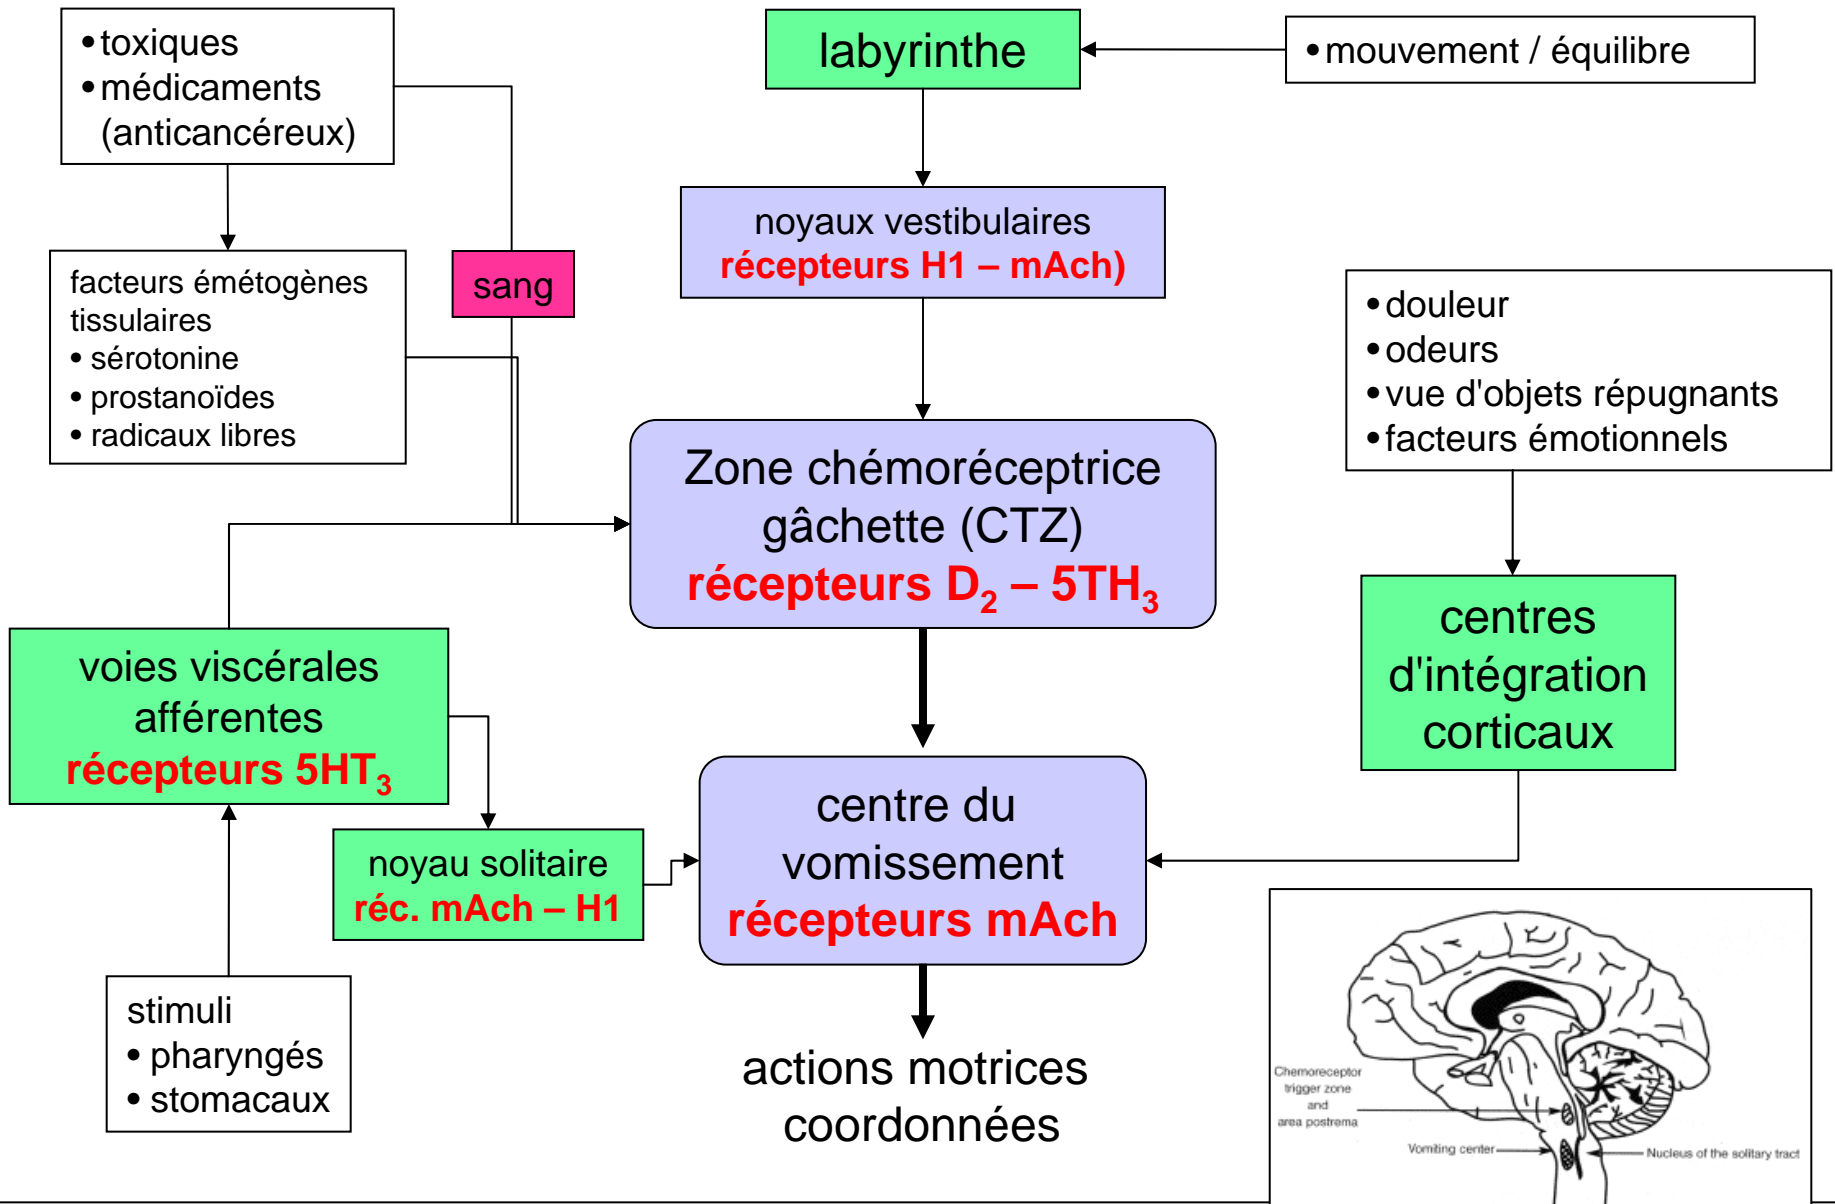 • toxiques
• médicaments
(anticancéreux)
labyrinthe
• mouvement / équilibre
noyaux vestibulaires
récepteurs H1 – mAch)
facteurs émétogènes
tissulaires
• sérotonine
• prostanoïdes
• radicaux libres
sang
• douleur
• odeurs
• vue d'objets répugnants
• facteurs émotionnels
Zone chémoréceptrice
gâchette (CTZ)
récepteurs D2 – 5TH3
centres
d'intégration
corticaux
voies viscérales
afférentes
récepteurs 5HT3
noyau solitaire
réc. mAch – H1
centre du
vomissement
récepteurs mAch
stimuli
• pharyngés
• stomacaux
actions motrices
coordonnées
Chemoreceptor
trigger zone
and
area postrema
Vomiting center
Nucleus of the solitary tract